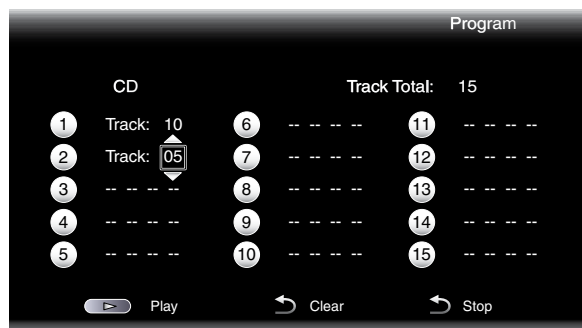 Program
CD Track Total: 15
1 Track: 10 6 -- -- -- -- 11 -- -- -- --
2 Track: 05 7 -- -- -- -- 12 -- -- -- --
3 -- -- -- -- 8 -- -- -- -- 13 -- -- -- --
4 -- -- -- -- 9 -- -- -- -- 14 -- -- -- --
5 -- -- -- -- 10 -- -- -- -- 15 -- -- -- --
Play Clear Stop